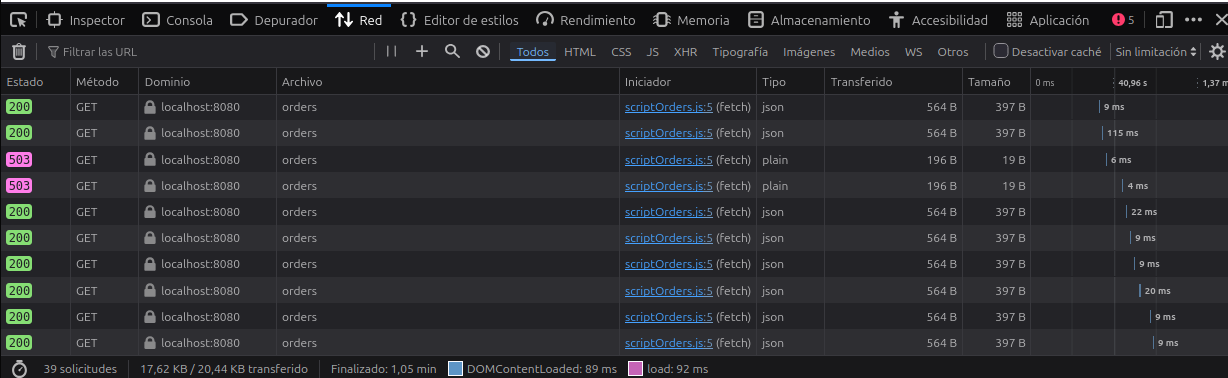 Inspector Consola Depurador Red Editor de estilos Rendimiento Memoria Almacenamiento Accesibilidad Aplicación 5
Filtrar las URL Todos HTML CSS JS XHR Tipografía Imágenes Medios WS Otros Desactivar caché Sin limitación
Estado Método Dominio Archivo Iniciador Tipo Transferido Tamaño 0 ms 40,96 s 1,37 m
200 GET localhost:8080 orders scriptOrders.js:5 (fetch) json 564 B 397 B 9 ms
200 GET localhost:8080 orders scriptOrders.js:5 (fetch) json 564 B 397 B 115 ms
503 GET localhost:8080 orders scriptOrders.js:5 (fetch) plain 196 B 19 B 6 ms
503 GET localhost:8080 orders scriptOrders.js:5 (fetch) plain 196 B 19 B 4 ms
200 GET localhost:8080 orders scriptOrders.js:5 (fetch) json 564 B 397 B 22 ms
200 GET localhost:8080 orders scriptOrders.js:5 (fetch) json 564 B 397 B 9 ms
200 GET localhost:8080 orders scriptOrders.js:5 (fetch) json 564 B 397 B 9 ms
200 GET localhost:8080 orders scriptOrders.js:5 (fetch) json 564 B 397 B 20 ms
200 GET localhost:8080 orders scriptOrders.js:5 (fetch) json 564 B 397 B 9 ms
200 GET localhost:8080 orders scriptOrders.js:5 (fetch) json 564 B 397 B 9 ms
39 solicitudes 17,62 KB / 20,44 KB transferido Finalizado: 1,05 min DOMContentLoaded: 89 ms load: 92 ms